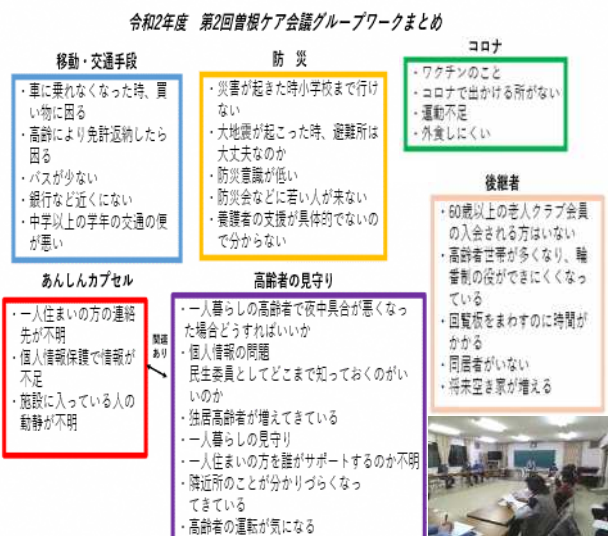 令和2年度　第2回曽根ケア会議グループワークまとめ
移動・交通手段
・車に乗れなくなった時、買
い物に困る
・高齢により免許返納したら
困る
・バスが少ない
・銀行など近くにない
・中学以上の学年の交通の便
が悪い
防　災
・災害が起きた時小学校まで行け
ない
・大地震が起こった時、避難所は
大丈夫なのか
・防災意識が低い
・防災会などに若い人が来ない
・養護者の支援が具体的でないの
で分からない
コロナ
・ワクチンのこと
・コロナで出かける所がない
・運動不足
・外食しにくい
後継者
・60歳以上の老人クラブ会員
の入会される方はいない
・高齢者世帯が多くなり、輪
番制の役ができにくくなっ
ている
・回覧板をまわすのに時間が
かかる
・同居者がいない
・将来空き家が増える
あんしんカプセル
・一人住まいの方の連絡
先が不明
・個人情報保護で情報が
不足
・施設に入っている人の
動静が不明
関連
あり
高齢者の見守り
・一人暮らしの高齢者で夜中具合が悪くなっ
た場合どうすればいいか
・個人情報の問題
民生委員としてどこまで知っておくのがい
いのか
・独居高齢者が増えてきている
・一人暮らしの見守り
・一人住まいの方を誰がサポートするのか不明
・隣近所のことが分かりづらくなっ
てきている
・高齢者の運転が気になる